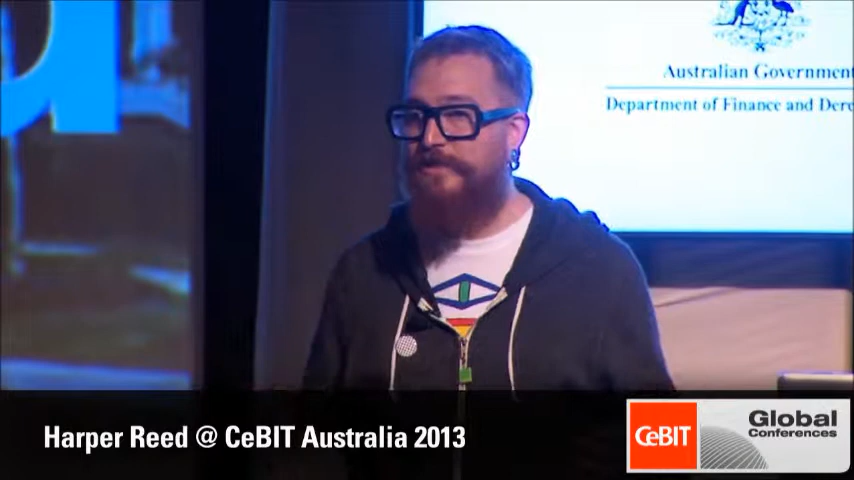 Australian Government
Department of Finance and Dere
Harper Reed @ CeBIT Australia 2013
CeBIT
Global
Conferences